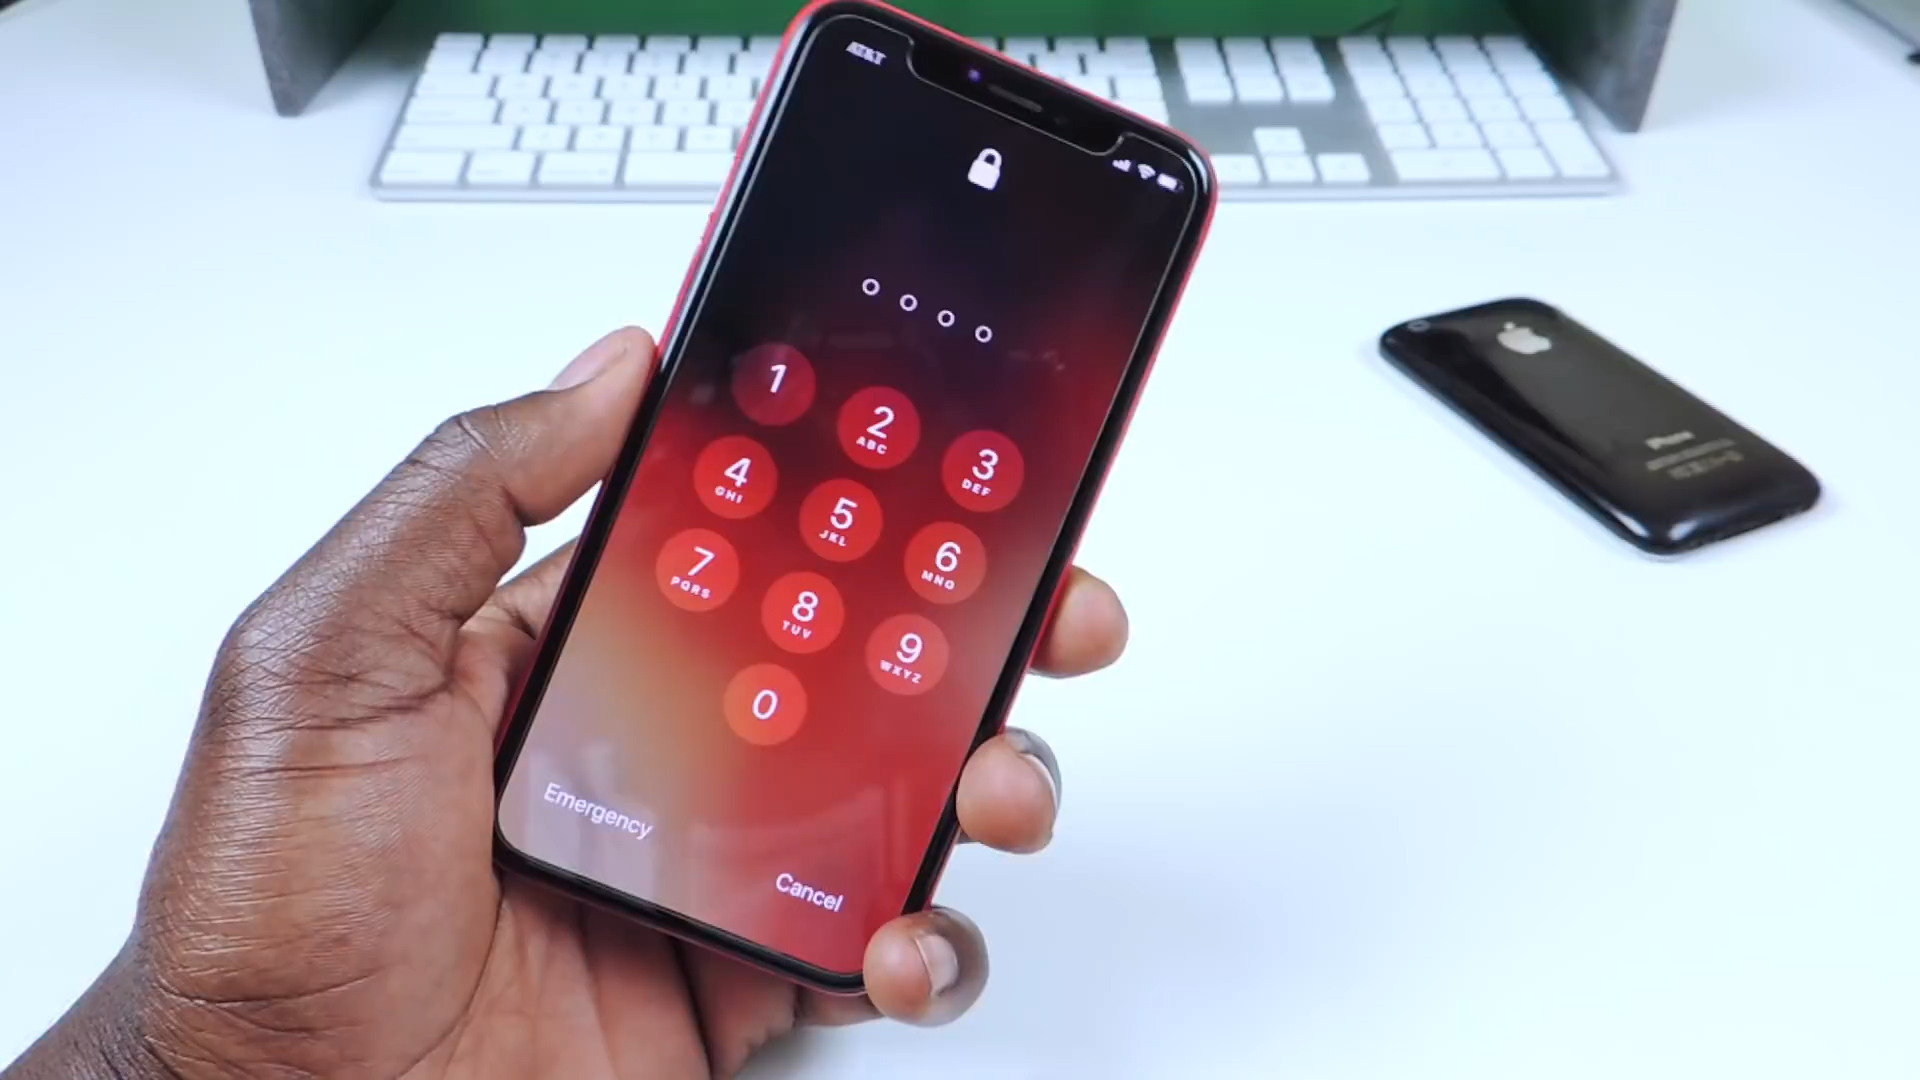 AT&T
1
2
ABC
3
DEF
4
GHI
5
JKL
6
MNO
7
PQRS
8
TUV
9
WXYZ
0
Emergency
Cancel
iPhone